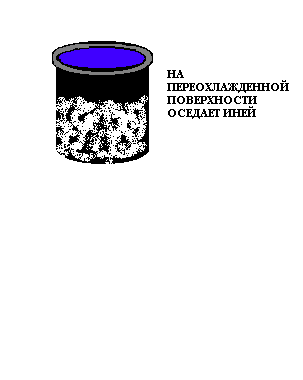 НА
ПЕРЕОХЛАЖДЕННОЙ
ПОВЕРХНОСТИ
ОСЕДАЕТ ИНЕЙ